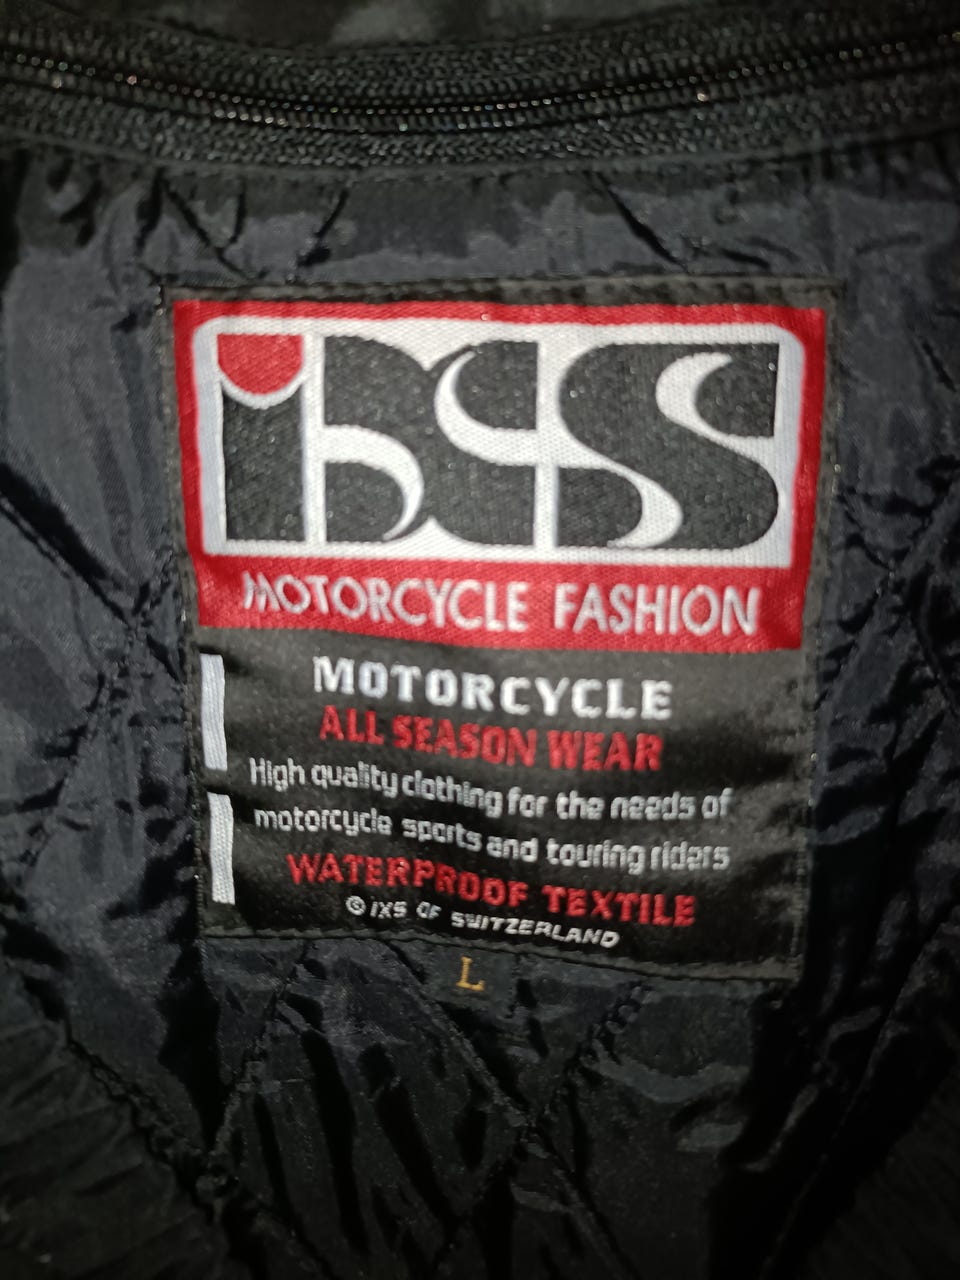 ixs
MOTORCYCLE FASHION
MOTORCYCLE
ALL SEASON WEAR
High quality clothing for the needs of
motorcycle sports and touring riders
WATERPROOF TEXTILE
© iXS OF SWITZERLAND
L